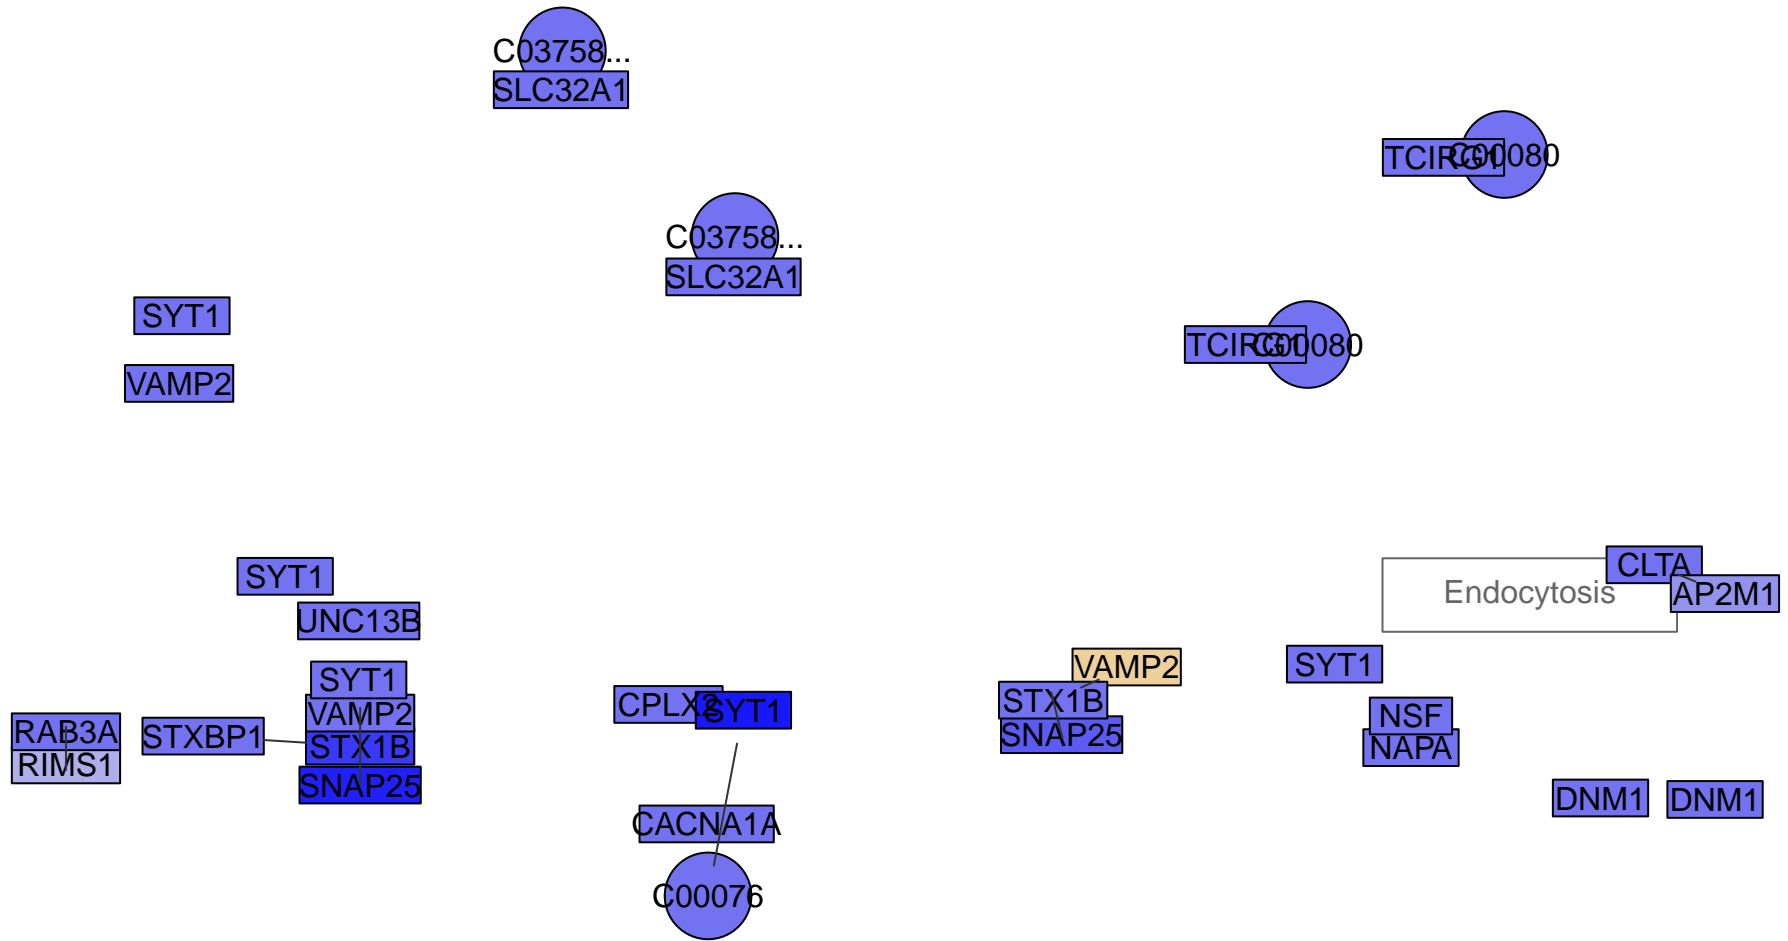 C03758...
SLC32A1
TCIRG1
C00080
C03758...
SLC32A1
SYT1
TCIRG1
C00080
VAMP2
SYT1
CLTA
Endocytosis
AP2M1
UNC13B
SYT1
VAMP2
SYT1
CPLX2
SYT1
STX1B
VAMP2
NSF
RAB3A
STXBP1
STX1B
SNAP25
NAPA
RIMS1
SNAP25
DNM1
DNM1
CACNA1A
C00076